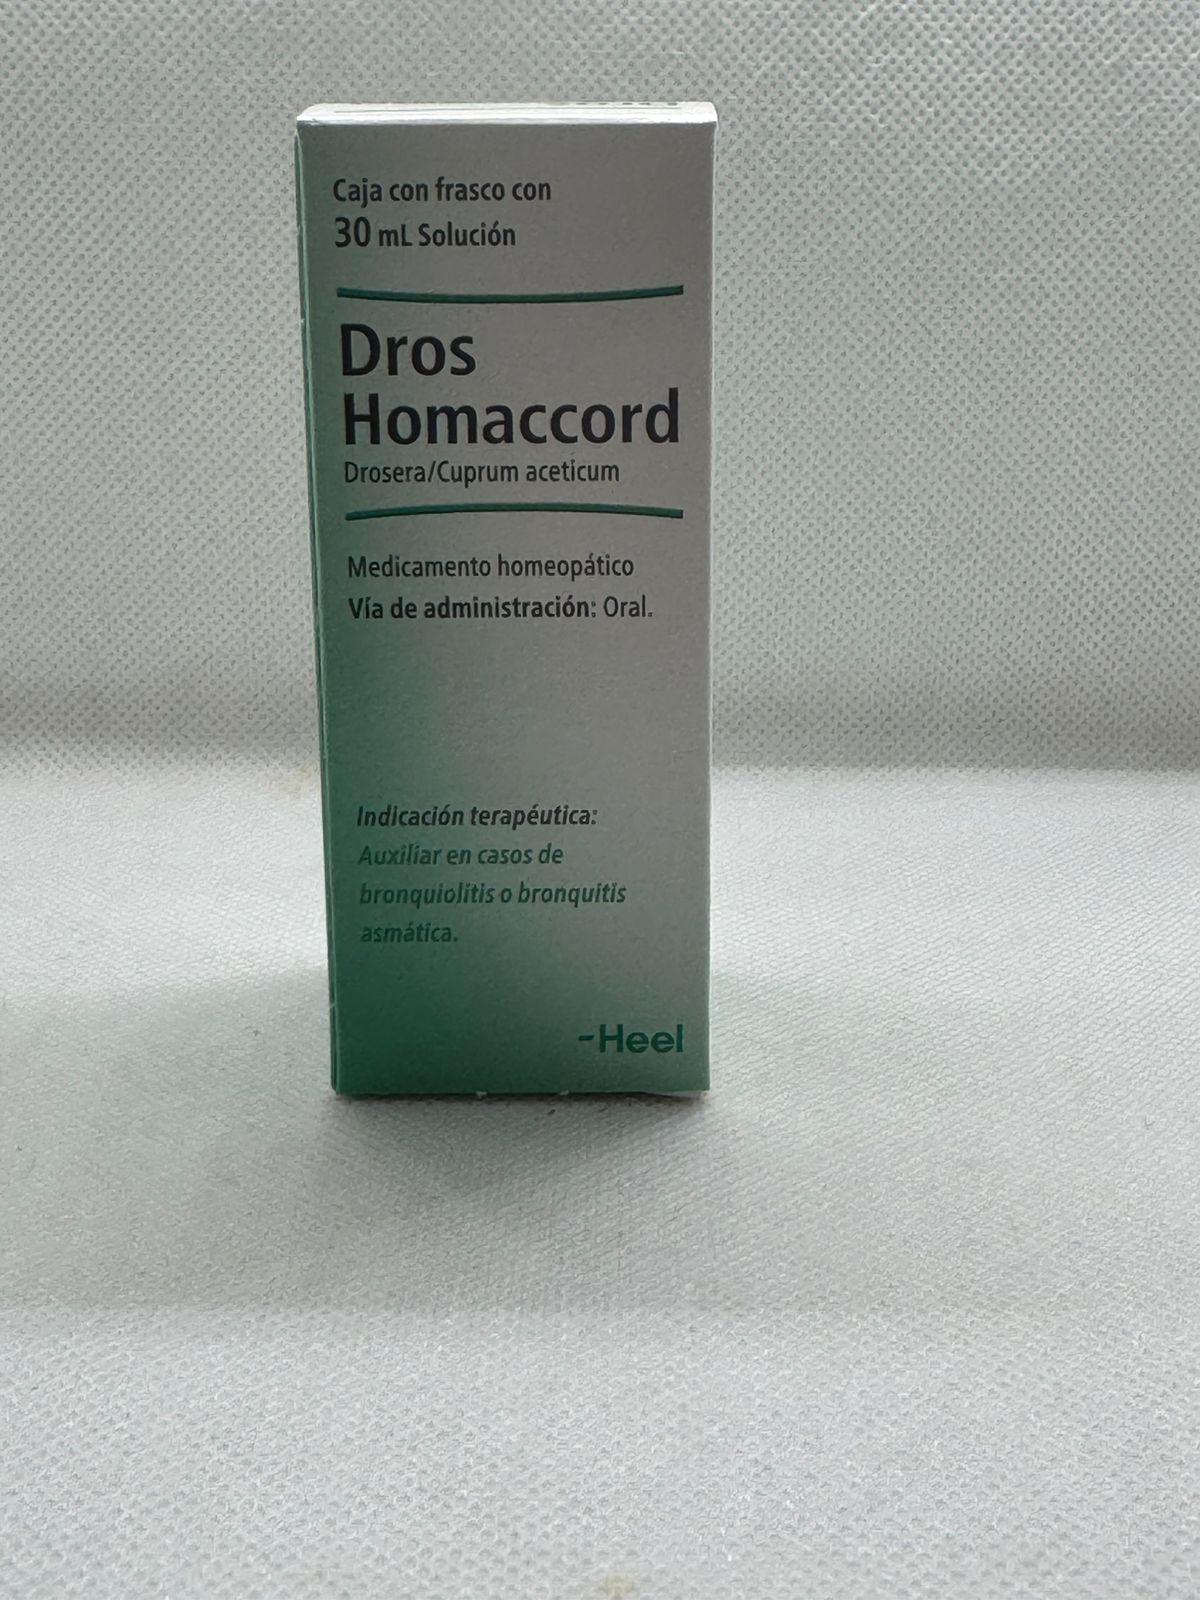 Caja con frasco con
30 mL Solución
Dros
Homaccord
Drosera/Cuprum aceticum
Medicamento homeopático
Vía de administración: Oral.
Indicación terapéutica:
Auxiliar en casos de
bronquiolitis o bronquitis
asmática.
-Heel